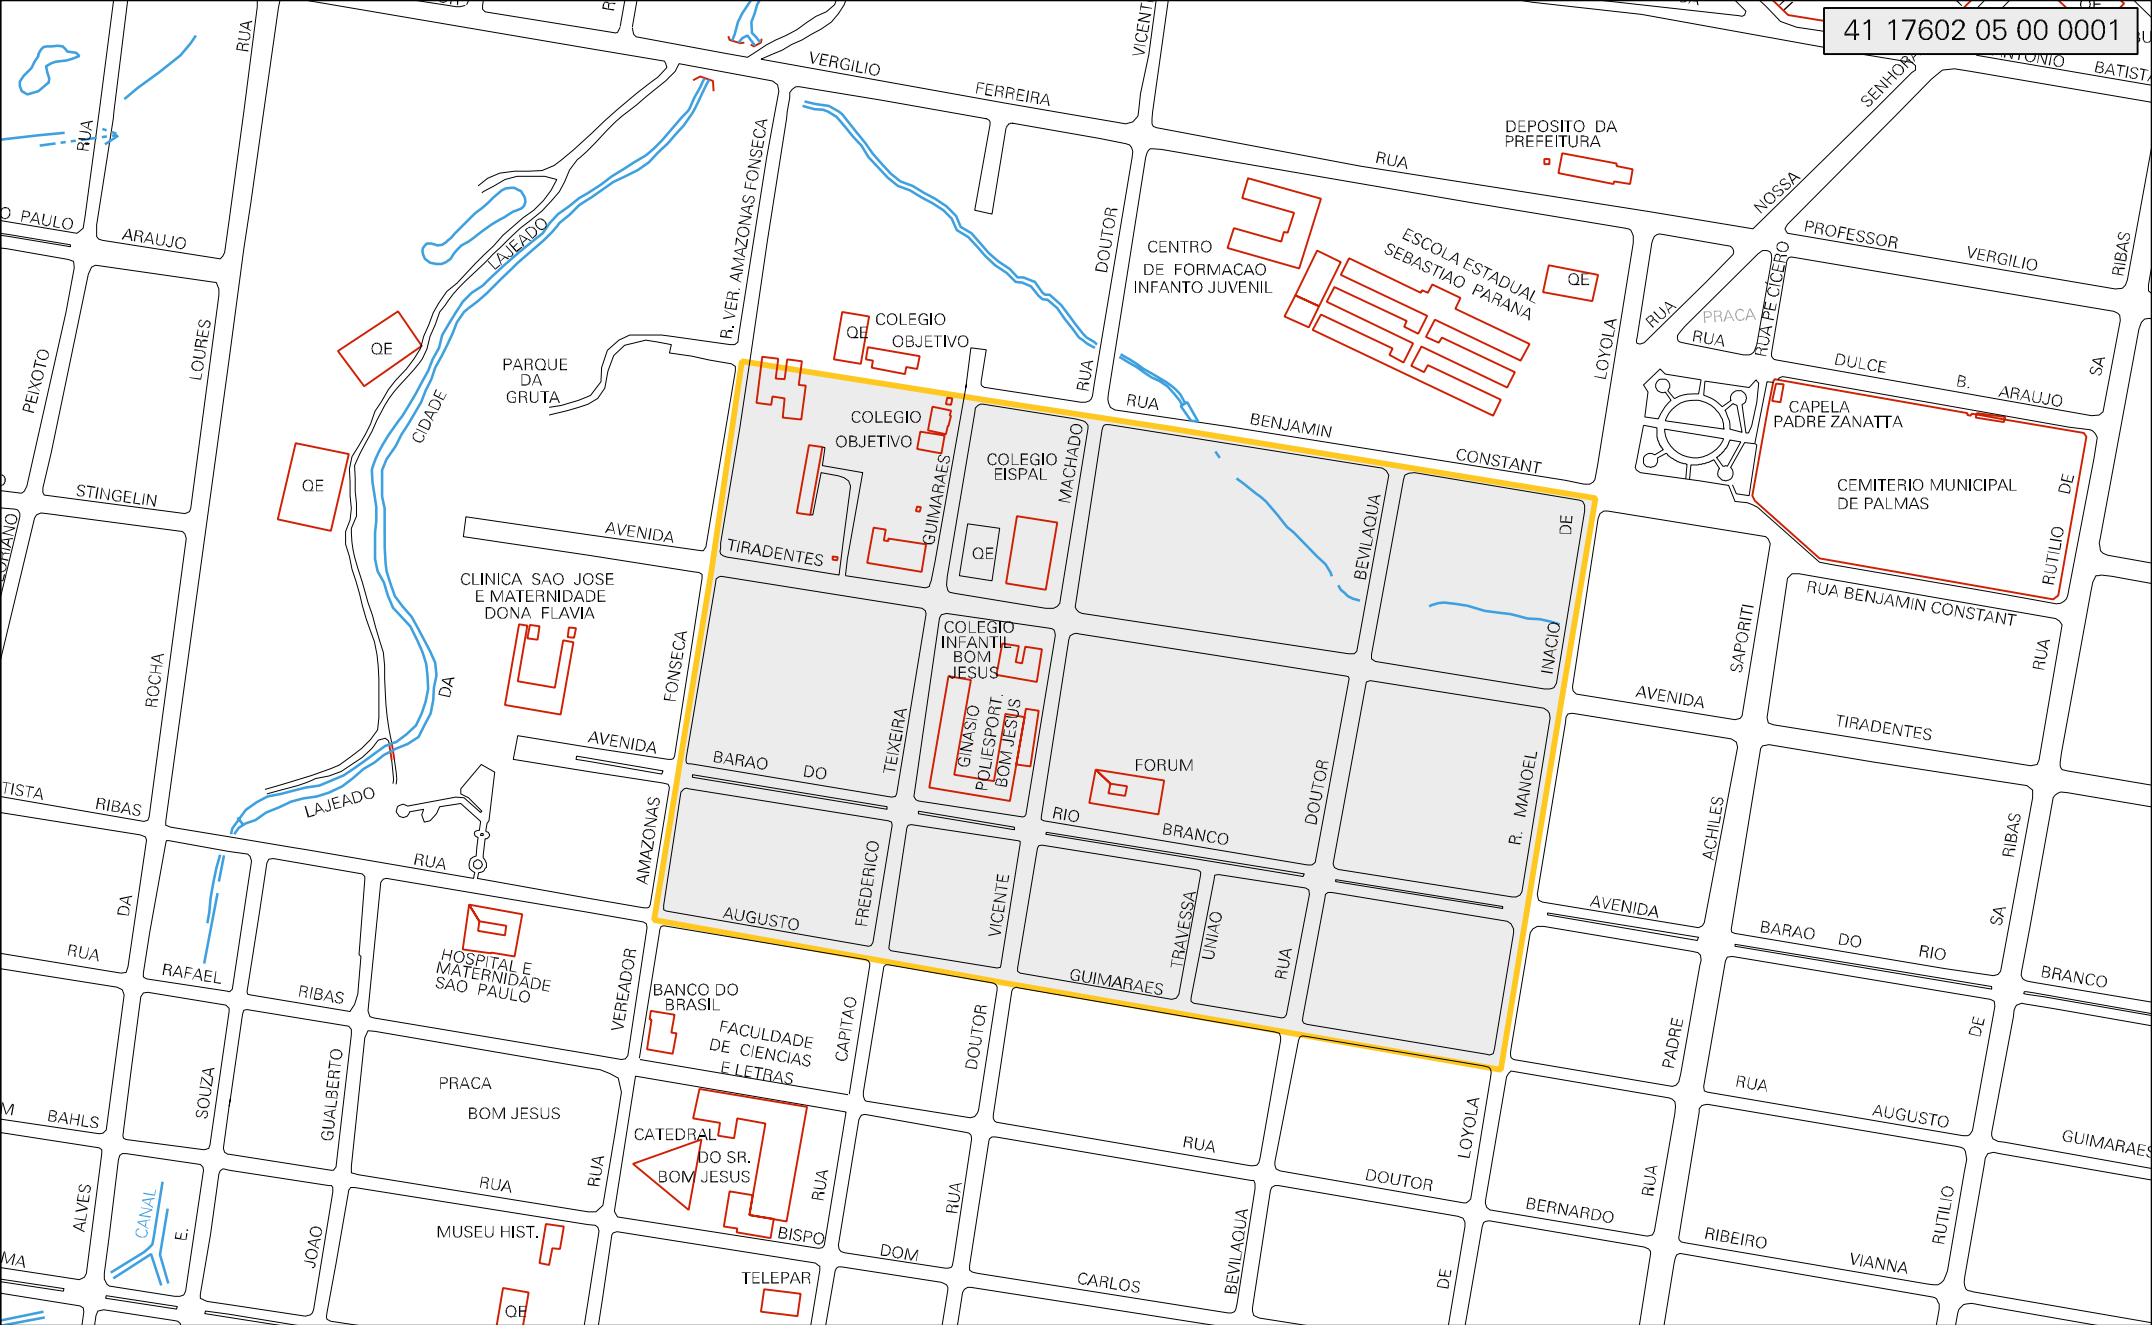 41 17602 05 00 0001
RUA
RUA
VICENT
VERGILIO
FERREIRA
SENHORA
ANTONIO
BATISTA
RUA
DEPOSITO DA
PREFEITURA
RUA
NOSSA
O PAULO
ARAUJO
LAJEADO
R. VER. AMAZONAS FONSECA
DOUTOR
CENTRO
DE FORMACAO
INFANTO JUVENIL
ESCOLA ESTADUAL
SEBASTIAO PARANA
QE
PROFESSOR
VERGILIO
RIBAS
RUA
PRACA
RUA
RUA PE CICERO
DULCE
B.
ARAUJO
SA
PEIXOTO
LOURES
QE
PARQUE
DA
GRUTA
QE
COLEGIO
OBJETIVO
RUA
LOYOLA
CIDADE
COLEGIO
OBJETIVO
RUA
BENJAMIN
CONSTANT
CAPELA
PADRE ZANATTA
CEMITERIO MUNICIPAL
DE PALMAS
DE
RUTILIO
QE
STINGELIN
AVENIDA
TIRADENTES
GUIMARAES
COLEGIO
EISPAL
MACHADO
QE
BEVILAQUA
DE
INACIO
SAPORITI
RUA BENJAMIN CONSTANT
RUA
CLINICA SAO JOSE
E MATERNIDADE
DONA FLAVIA
FONSECA
COLEGIO
INFANTIL
BOM
JESUS
GINASIO
POLIESPORT.
BOM JESUS
ROCHA
DA
AVENIDA
BARAO
DO
TEIXEIRA
FORUM
DOUTOR
R. MANOEL
AVENIDA
TIRADENTES
TISTA
RIBAS
LAJEADO
RIO
BRANCO
ACHILES
RIBAS
RUA
AMAZONAS
AUGUSTO
FREDERICO
VICENTE
TRAVESSA
UNIAO
RUA
AVENIDA
BARAO
DO
RIO
BRANCO
SA
DA
RUA
RAFAEL
RIBAS
HOSPITAL E
MATERNIDADE
SAO PAULO
VEREADOR
BANCO DO
BRASIL
FACULDADE
DE CIENCIAS
E LETRAS
CAPITAO
DOUTOR
GUIMARAES
PADRE
DE
M
BAHLS
SOUZA
GUALBERTO
PRACA
BOM JESUS
CATEDRAL
DO SR.
BOM JESUS
RUA
RUA
RUA
RUA
RUA
DOUTOR
LOYOLA
RUA
AUGUSTO
GUIMARAES
ALVES
CANAL
E.
JOAO
MUSEU HIST.
BISPO
DOM
CARLOS
BEVILAQUA
DE
BERNARDO
RUA
RIBEIRO
VIANNA
RUTILIO
MA
QE
TELEPAR